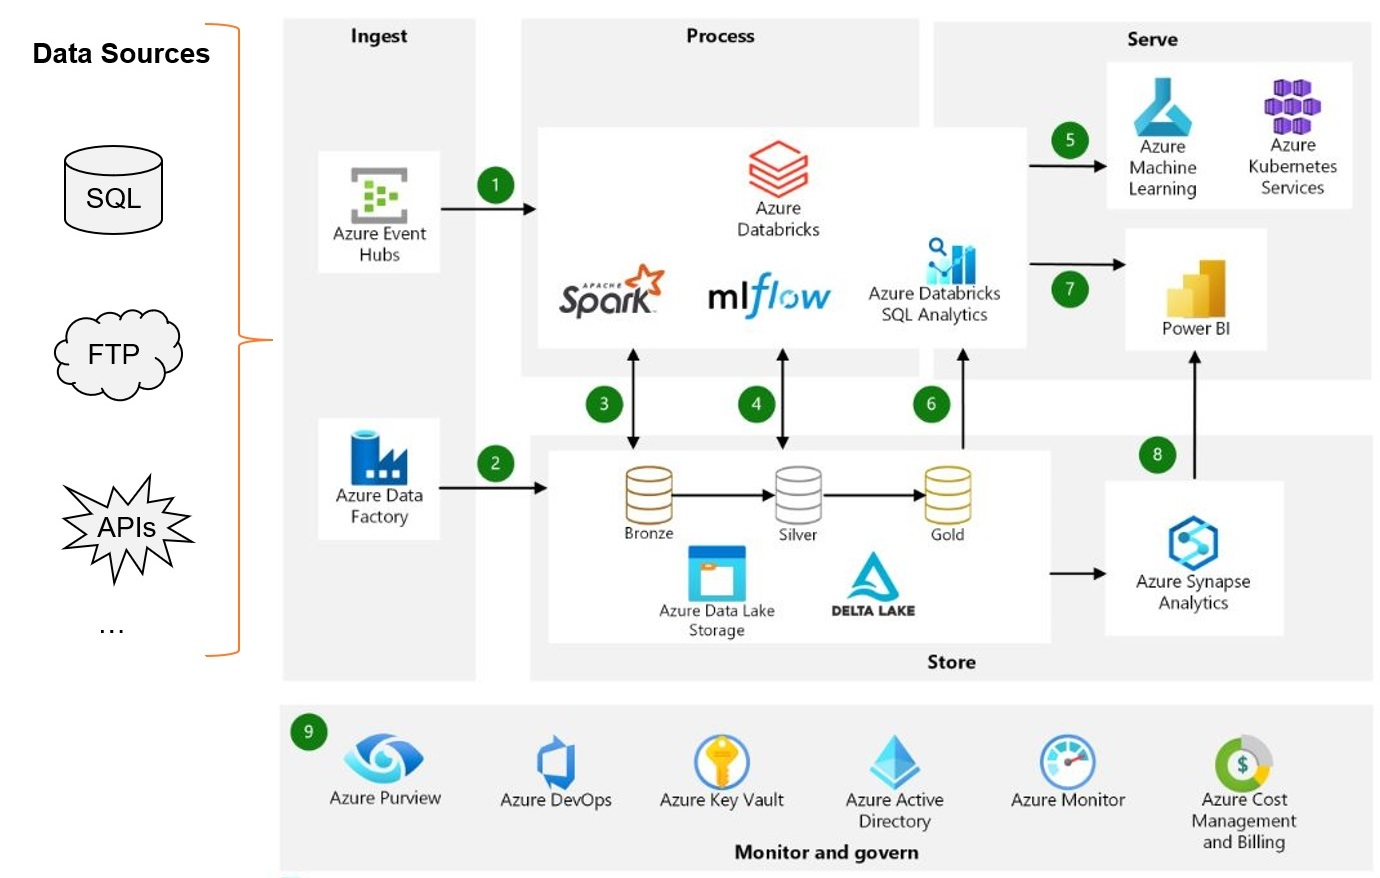 Data Sources
SQL
FTP
APIs
...
Ingest
Azure Event
Hubs
Azure Data
Factory
1
2
Process
Azure
Databricks
APACHE
Spark
mlflow
Azure Databricks
SQL Analytics
Serve
5
Azure
Machine
Learning
Azure
Kubernetes
Services
7
Power BI
3
4
6
8
Bronze
Silver
Gold
Azure Data Lake
Storage
DELTA LAKE
Azure Synapse
Analytics
Store
9
Azure Purview
Azure DevOps
Azure Key Vault
Azure Active
Directory
Azure Monitor
Azure Cost
Management
and Billing
Monitor and govern